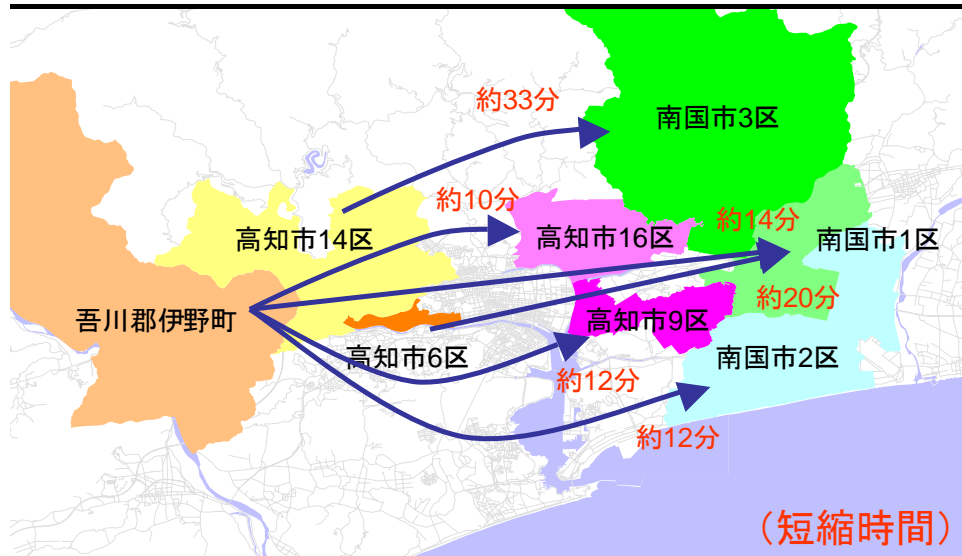 約33分
南国市3区
約10分
約14分
高知市14区
高知市16区
南国市1区
約20分
吾川郡伊野町
高知市9区
高知市6区
南国市2区
約12分
約12分
（短縮時間）